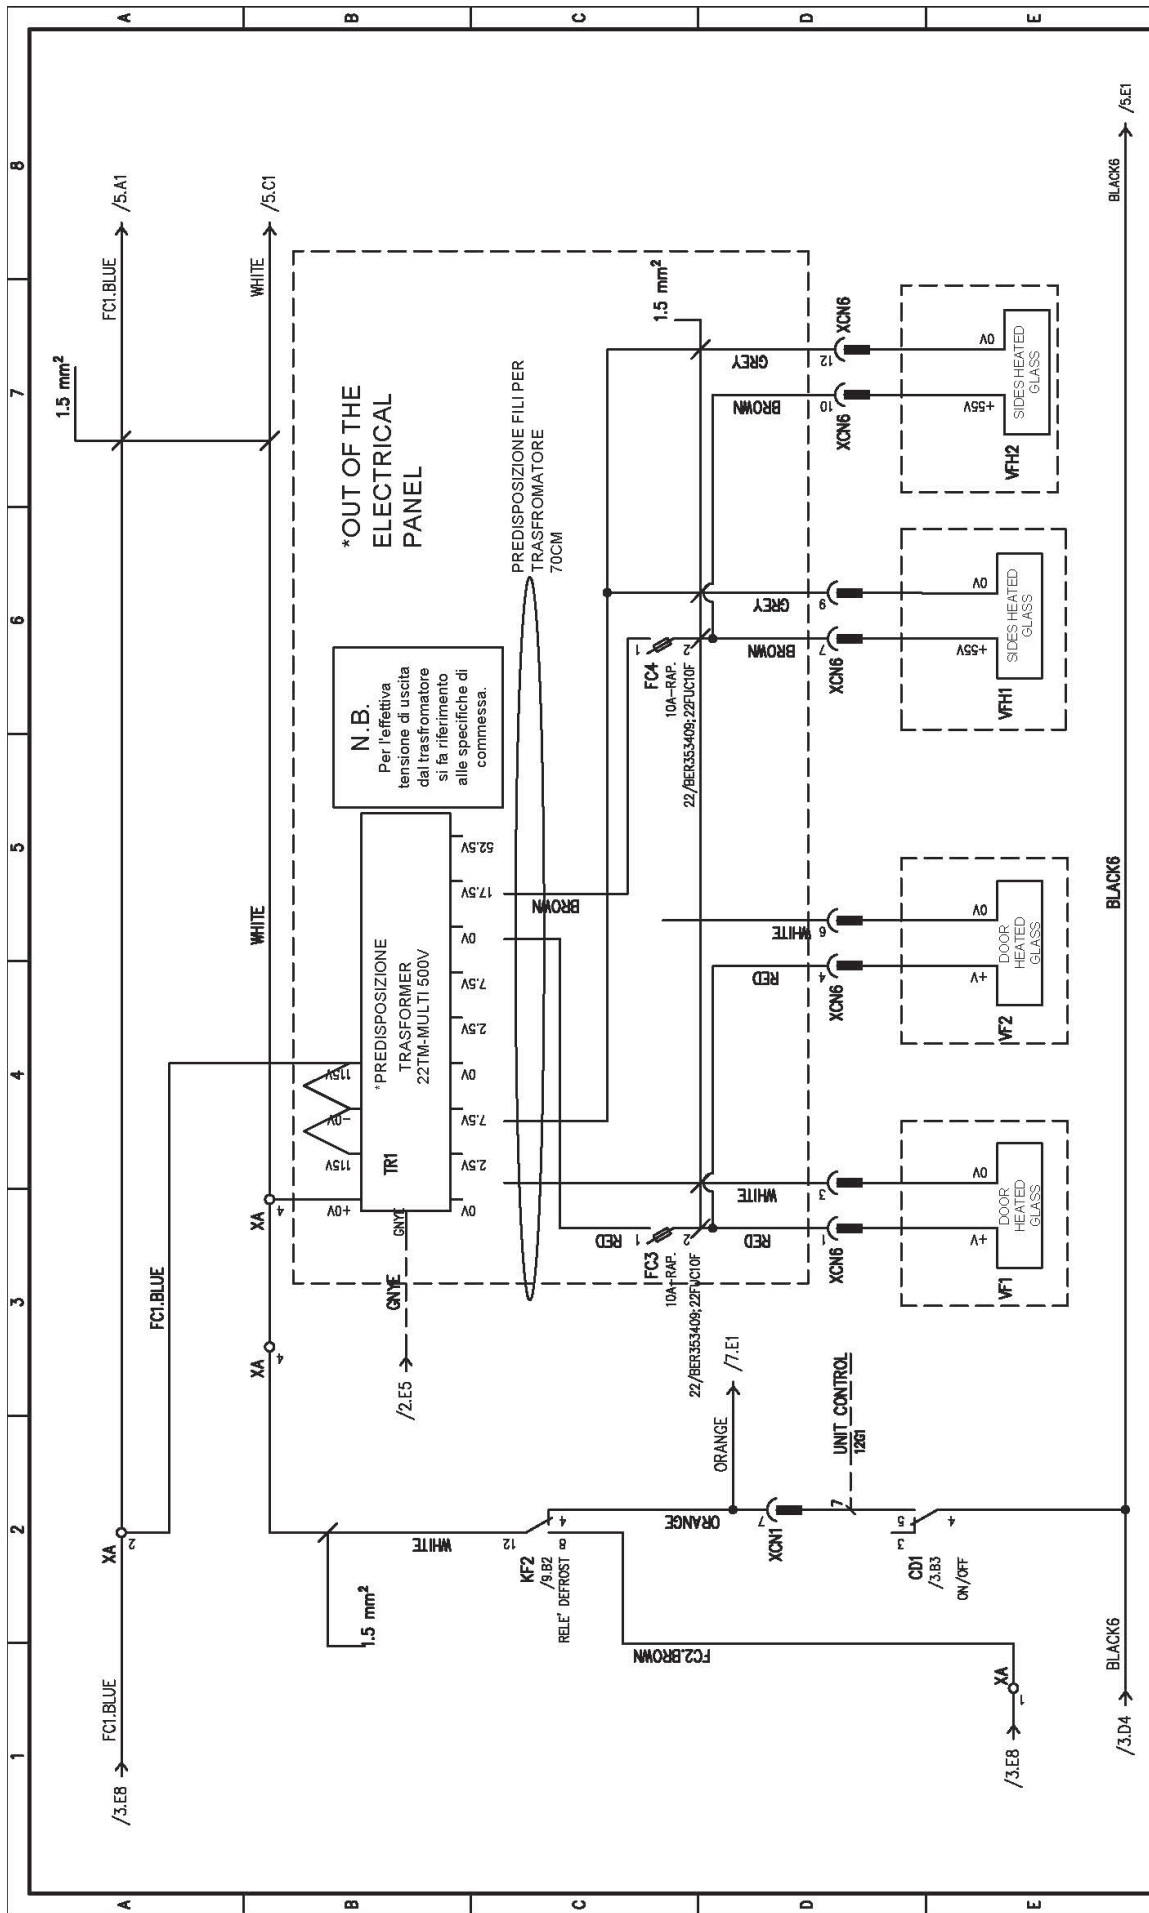 1 2 3 4 5 6 7 8
A
B
C
D
E
A
B
C
D
E
/3.E8
FC1.BLUE
XA
2
FC1.BLUE
1.5 mm²
FC1.BLUE
/5.A1
XA
4
XA
4
WHITE
WHITE
/5.C1
1.5 mm²
WHITE
12
4
8
KF2
/9.B2
RELE' DEFROST
FC2.BROWN
XA
1
/3.E8
ORANGE
ORANGE
/7.E1
XCN1
7
7
UNIT CONTROL
12G1
3
5
4
CD1
/3.B3
ON/OFF
/3.D4
BLACK6
BLACK6
BLACK6
/5.E1
/2.E5
GNYE
GNYE
+0V
115V
-0V
115V
TR1
*PREDISPOSIZIONE
TRASFORMER
22TM-MULTI 500V
0V
2.5V
7.5V
0V
2.5V
7.5V
0V
17.5V
52.5V
N.B.
Per l'effettiva
tensione di uscita
dal trasfromatore
si fa riferimento
alle specifiche di
commessa.
*OUT OF THE
ELECTRICAL
PANEL
PREDISPOSIZIONE FILI PER
TRASFROMATORE
70CM
RED
BROWN
1
2
FC3
10A-RAP.
22/BER353409;22FUC10F
1
2
FC4
10A-RAP.
22/BER353409;22FUC10F
1.5 mm²
RED
WHITE
RED
WHITE
BROWN
GREY
BROWN
GREY
1
XCN6
3
4
XCN6
6
7
XCN6
9
10
XCN6
12
XCN6
VF1
+V
0V
DOOR
HEATED
GLASS
VF2
+V
0V
DOOR
HEATED
GLASS
VFH1
+55V
0V
SIDES HEATED
GLASS
VFH2
+55V
0V
SIDES HEATED
GLASS